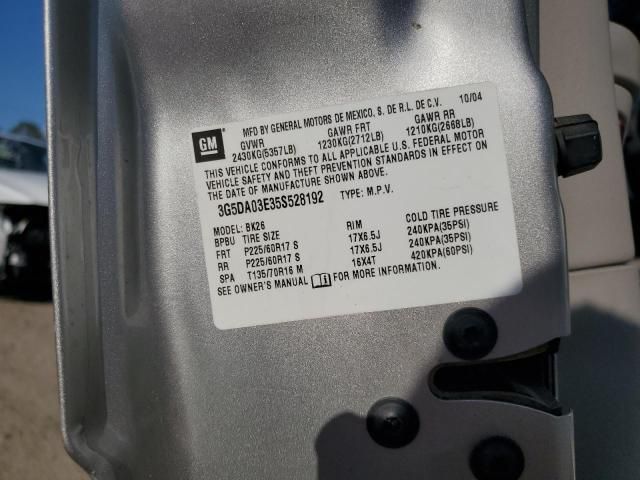 GM
MFD BY GENERAL MOTORS DE MEXICO, S. DE R.L. DE C.V. 10/04
GVWR GAWR FRT GAWR RR
2430KG(5357LB) 1230KG(2712LB) 1210KG(2668LB)
THIS VEHICLE CONFORMS TO ALL APPLICABLE U.S. FEDERAL MOTOR
VEHICLE SAFETY AND THEFT PREVENTION STANDARDS IN EFFECT ON
THE DATE OF MANUFACTURE SHOWN ABOVE.
3G5DA03E35S528192 TYPE: M.P.V.
MODEL: BK26
BPBU TIRE SIZE RIM COLD TIRE PRESSURE
FRT P225/60R17 S 17X6.5J 240KPA(35PSI)
RR P225/60R17 S 17X6.5J 240KPA(35PSI)
SPA T135/70R16 M 16X4T 420KPA(60PSI)
SEE OWNER'S MANUAL FOR MORE INFORMATION.